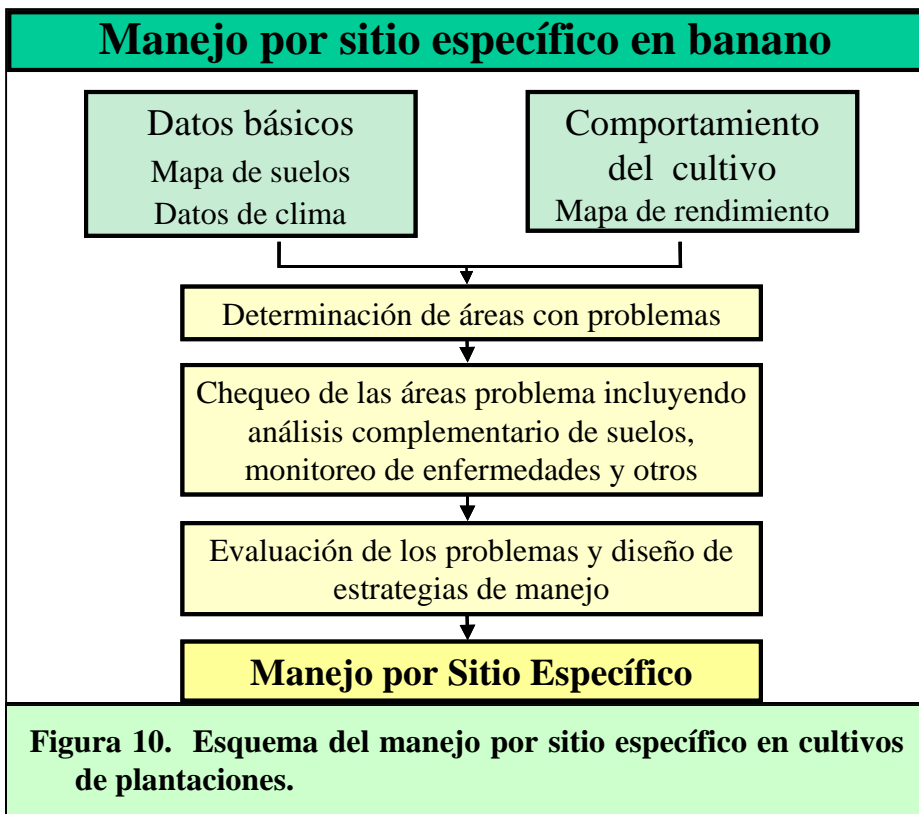 Manejo por sitio específico en banano
Datos básicos
Mapa de suelos
Datos de clima
Comportamiento
del cultivo
Mapa de rendimiento
Determinación de áreas con problemas
Chequeo de las áreas problema incluyendo
análisis complementario de suelos,
monitoreo de enfermedades y otros
Evaluación de los problemas y diseño de
estrategias de manejo
Manejo por Sitio Específico
Figura 10. Esquema del manejo por sitio específico en cultivos
de plantaciones.